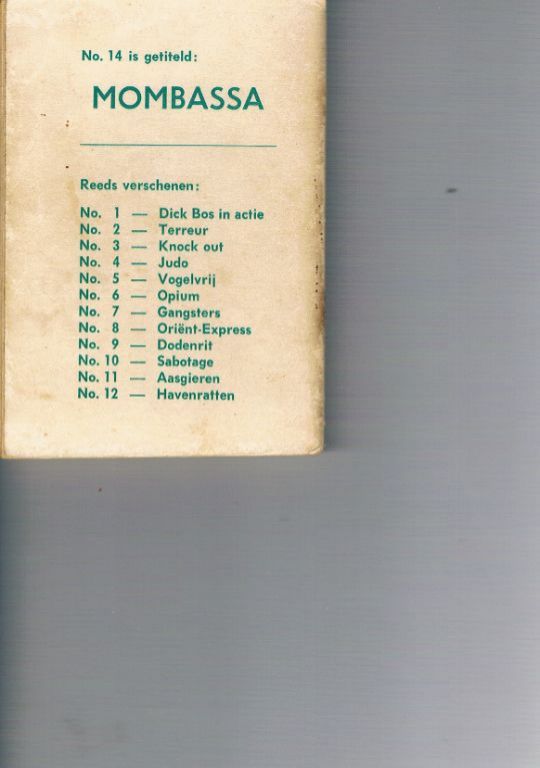 No. 14 is getiteld:
MOMBASSA
Reeds verschenen:
No. 1 — Dick Bos in actie
No. 2 — Terreur
No. 3 — Knock out
No. 4 — Judo
No. 5 — Vogelvrij
No. 6 — Opium
No. 7 — Gangsters
No. 8 — Oriënt-Express
No. 9 — Dodenrit
No. 10 — Sabotage
No. 11 — Aasgieren
No. 12 — Havenratten